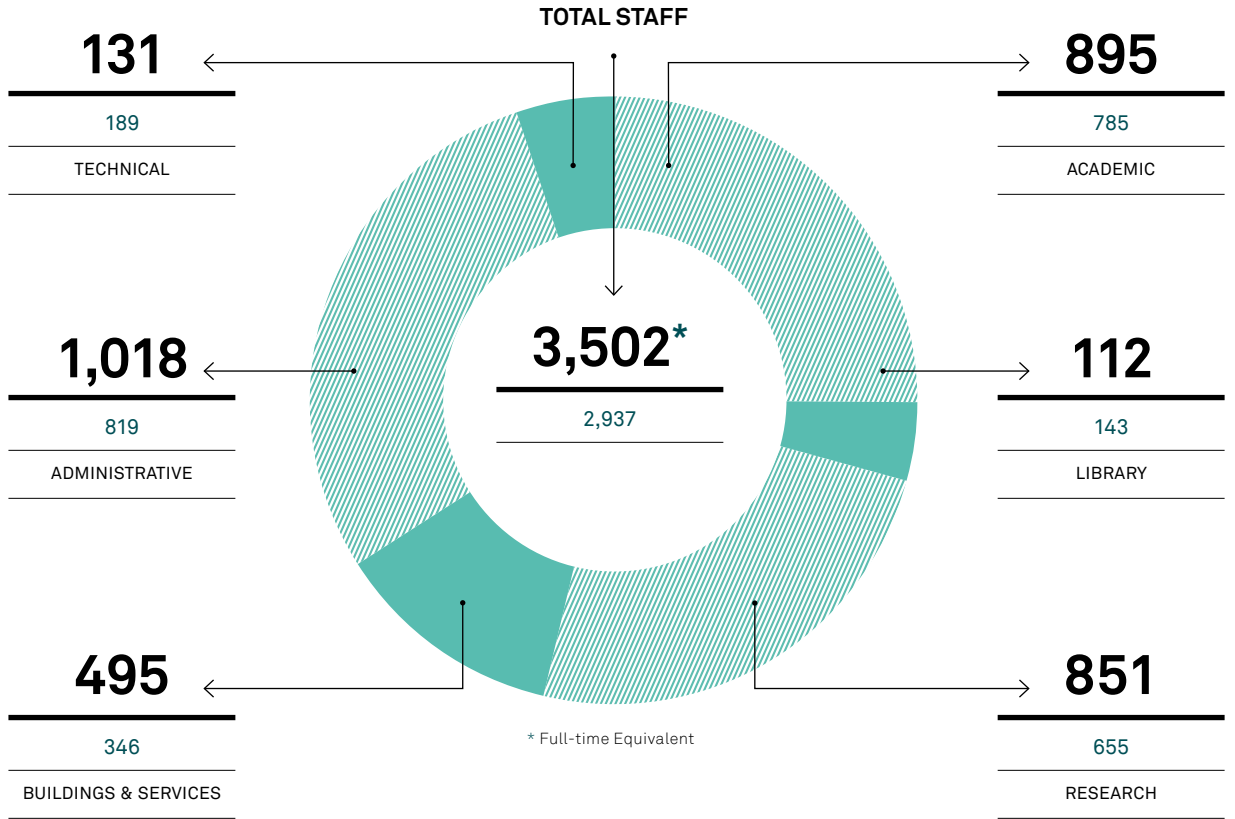 TOTAL STAFF
131
189
TECHNICAL
895
785
ACADEMIC
1,018
819
ADMINISTRATIVE
3,502*
2,937
112
143
LIBRARY
495
346
BUILDINGS & SERVICES
851
655
RESEARCH
* Full-time Equivalent